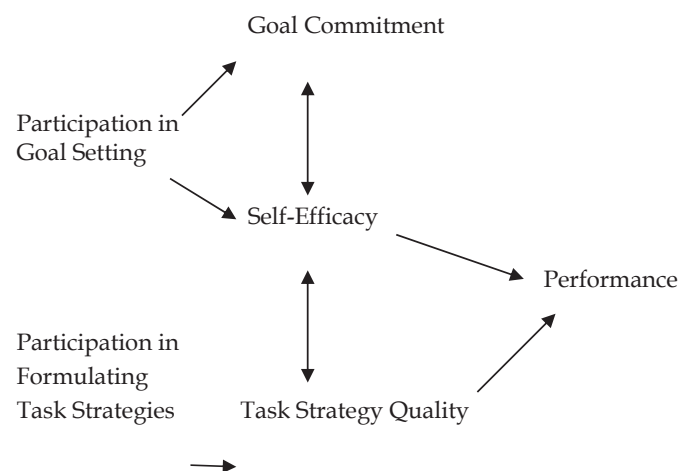 Goal Commitment
Participation in
Goal Setting
Self-Efficacy
Performance
Participation in
Formulating
Task Strategies
Task Strategy Quality